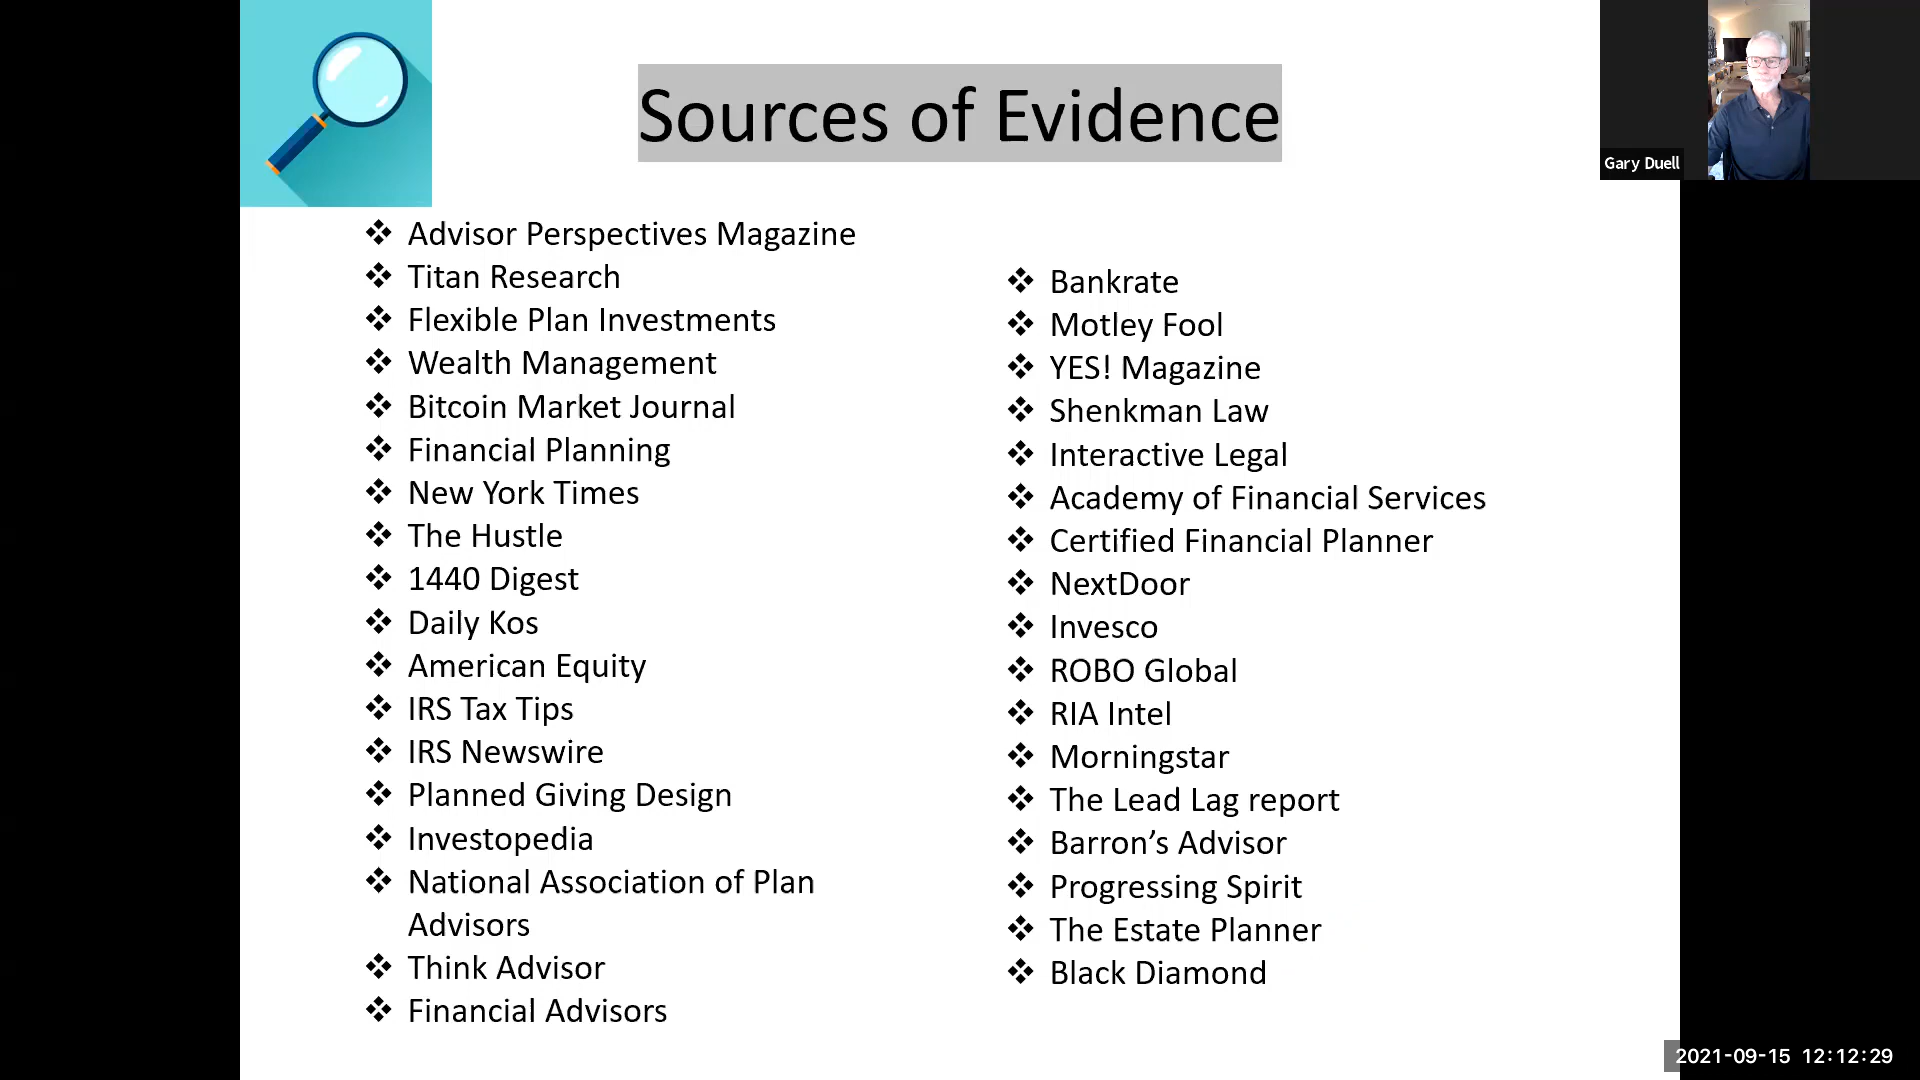 Sources of Evidence
Gary Duell
❖ Advisor Perspectives Magazine
❖ Titan Research
❖ Flexible Plan Investments
❖ Wealth Management
❖ Bitcoin Market Journal
❖ Financial Planning
❖ New York Times
❖ The Hustle
❖ 1440 Digest
❖ Daily Kos
❖ American Equity
❖ IRS Tax Tips
❖ IRS Newswire
❖ Planned Giving Design
❖ Investopedia
❖ National Association of Plan
Advisors
❖ Think Advisor
❖ Financial Advisors
❖ Bankrate
❖ Motley Fool
❖ YES! Magazine
❖ Shenkman Law
❖ Interactive Legal
❖ Academy of Financial Services
❖ Certified Financial Planner
❖ NextDoor
❖ Invesco
❖ ROBO Global
❖ RIA Intel
❖ Morningstar
❖ The Lead Lag report
❖ Barron’s Advisor
❖ Progressing Spirit
❖ The Estate Planner
❖ Black Diamond
2021-09-15 12:12:29